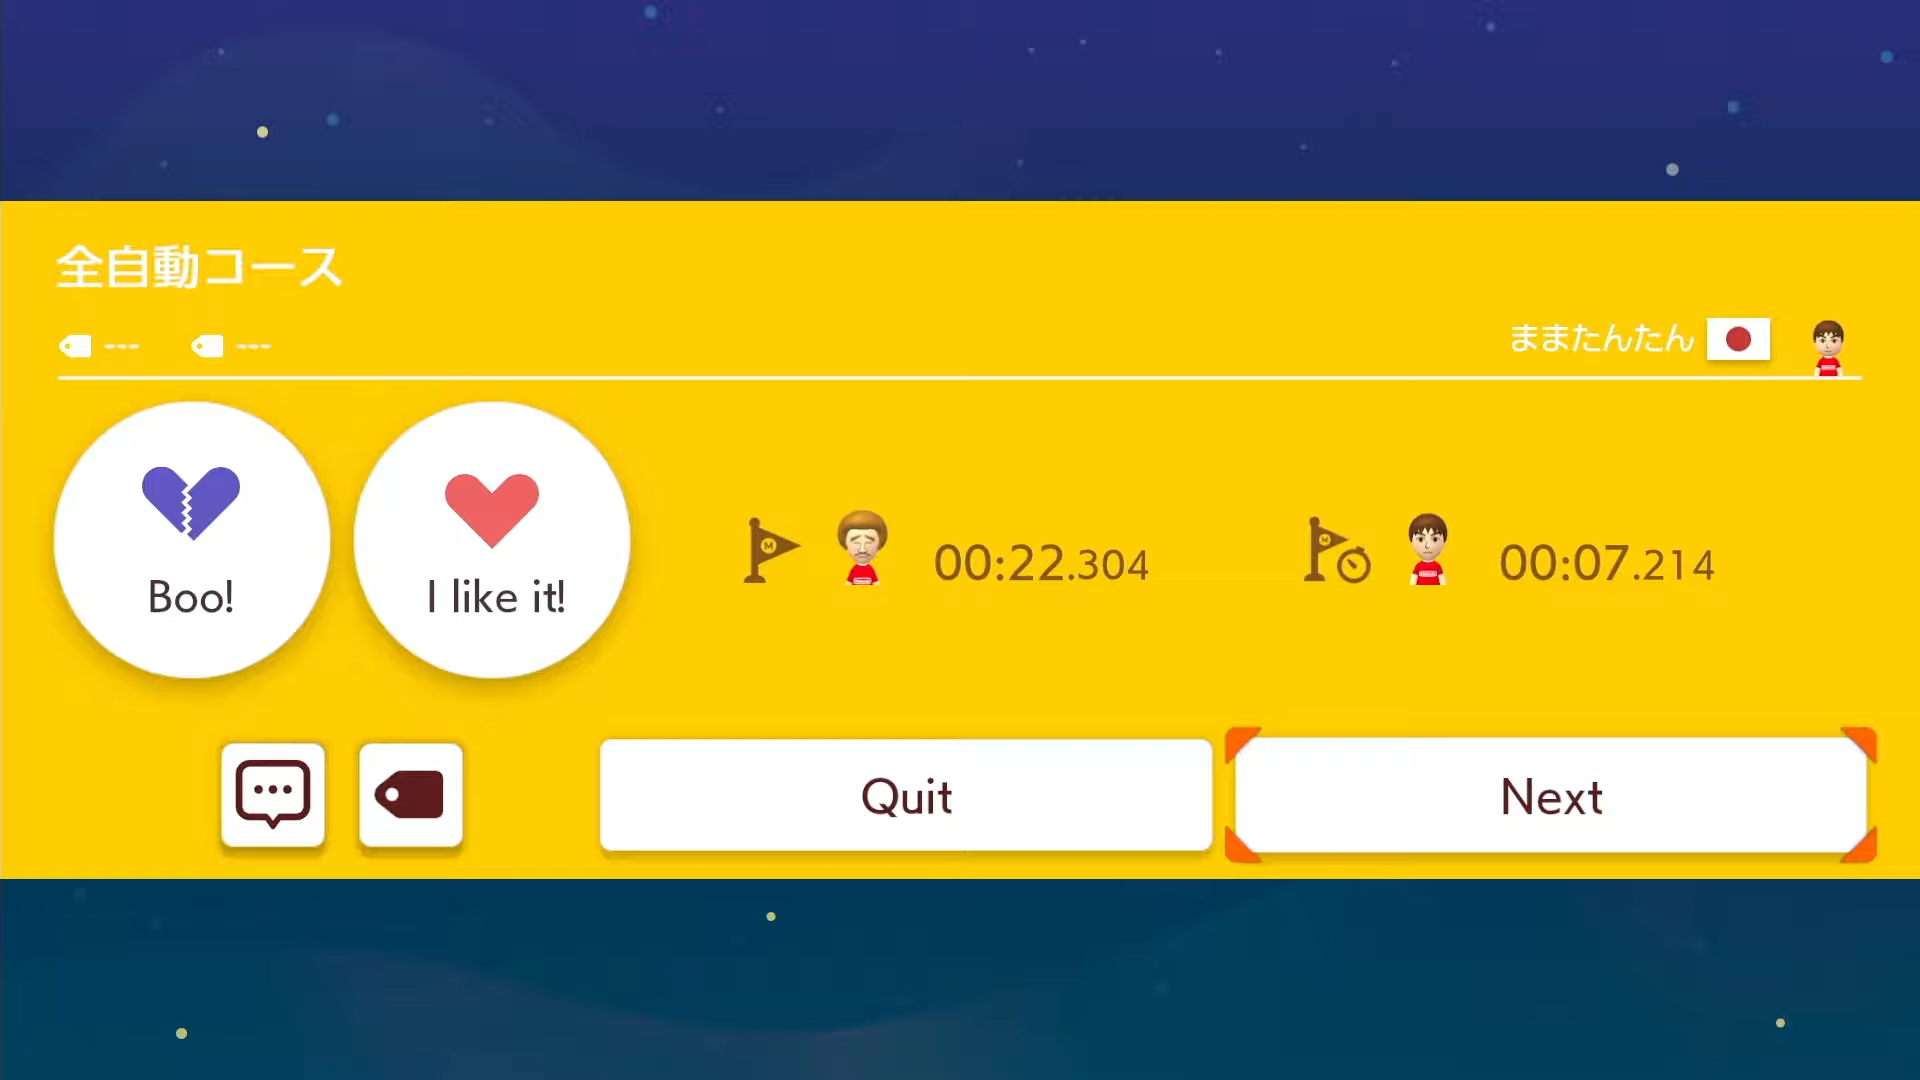 全自動コース
--- ---
ままたんたん
Boo!
I like it!
M 00:22.304
M 00:07.214
Quit
Next